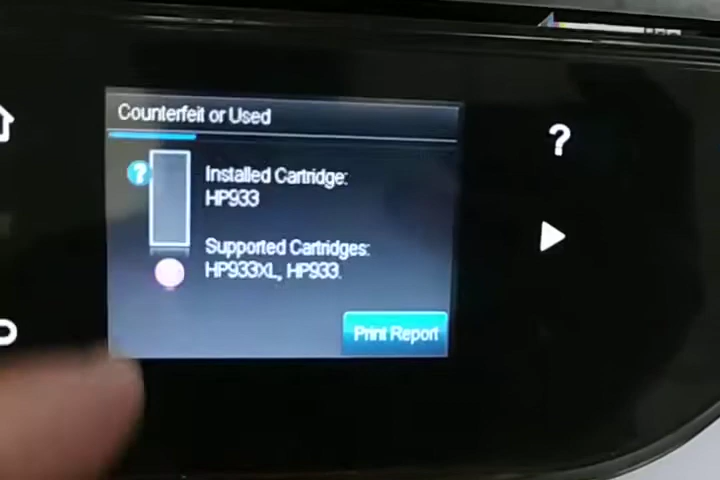 Counterfeit or Used
?
Installed Cartridge:
HP933
Supported Cartridges:
HP933XL, HP933.
Print Report
?